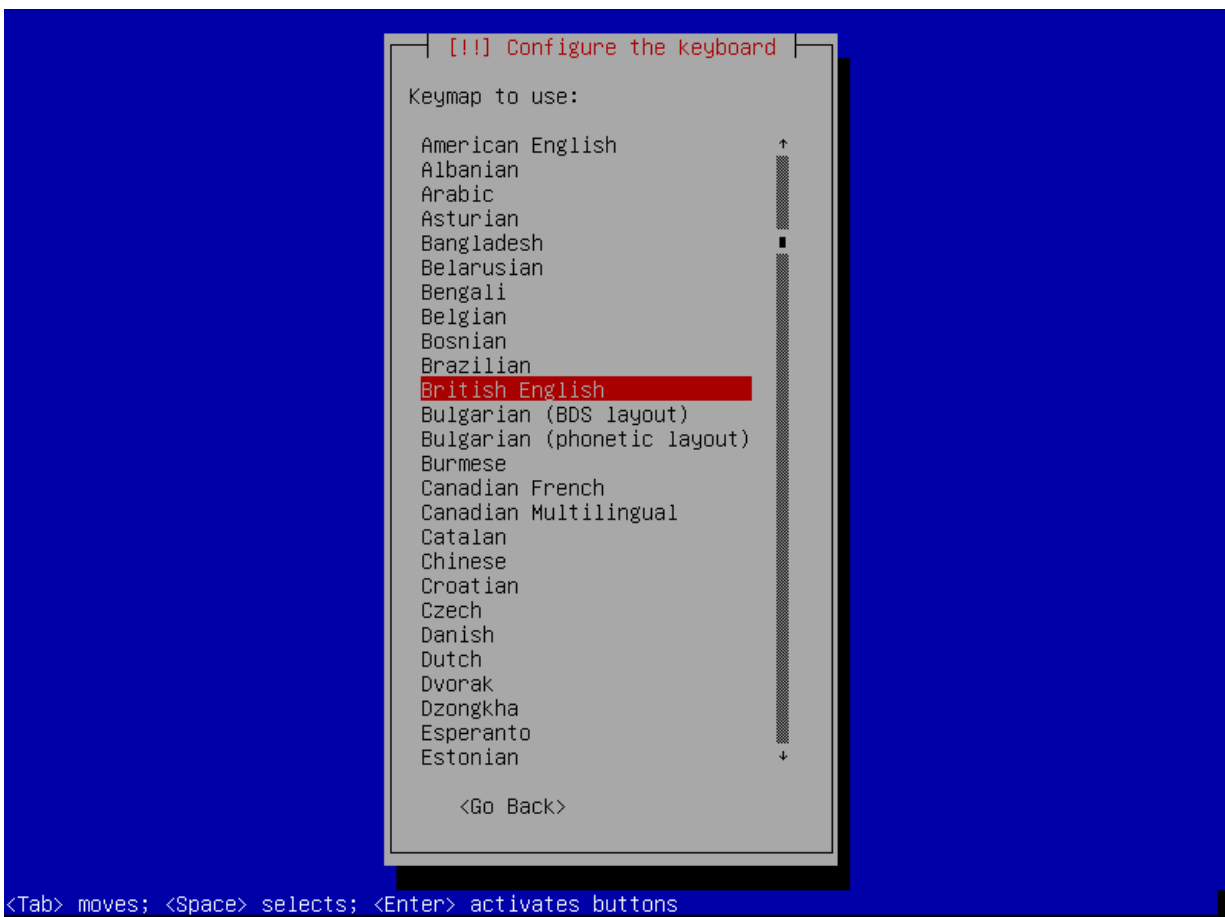 [!!] Configure the keyboard
Keymap to use:
American English
Albanian
Arabic
Asturian
Bangladesh
Belarusian
Bengali
Belgian
Bosnian
Brazilian
British English
Bulgarian (BDS layout)
Bulgarian (phonetic layout)
Burmese
Canadian French
Canadian Multilingual
Catalan
Chinese
Croatian
Czech
Danish
Dutch
Dvorak
Dzongkha
Esperanto
Estonian
<Go Back>
<Tab> moves; <Space> selects; <Enter> activates buttons